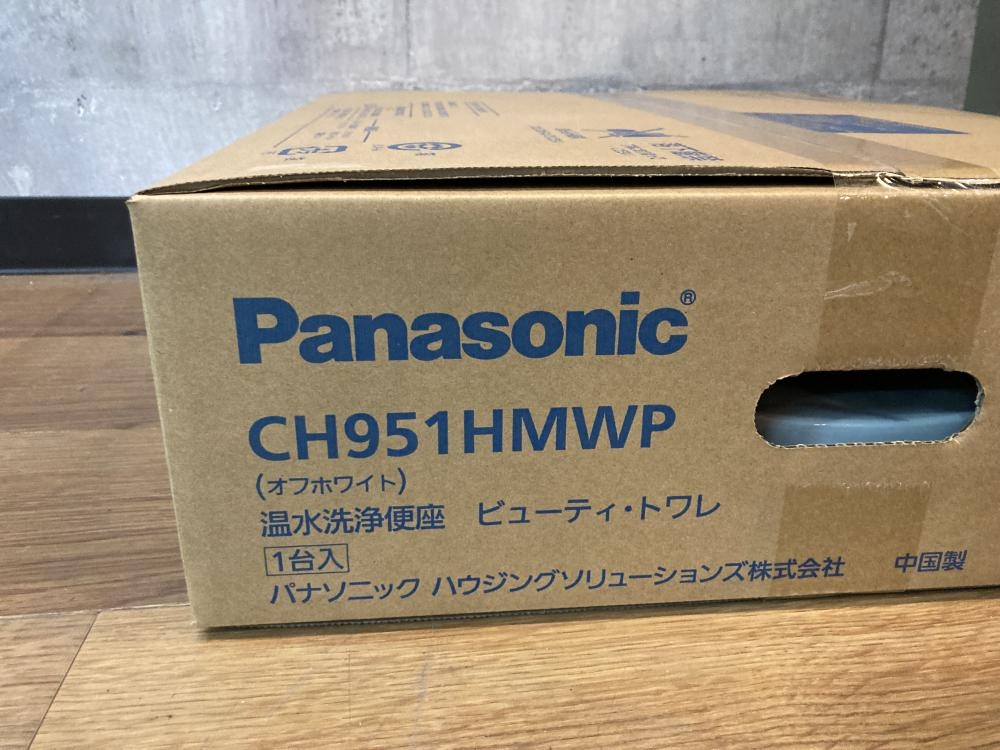 Panasonic®
CH951HMWP
(オフホワイト)
温水洗浄便座 ビューティ・トワレ
1台入
パナソニック ハウジングソリューションズ株式会社 中国製